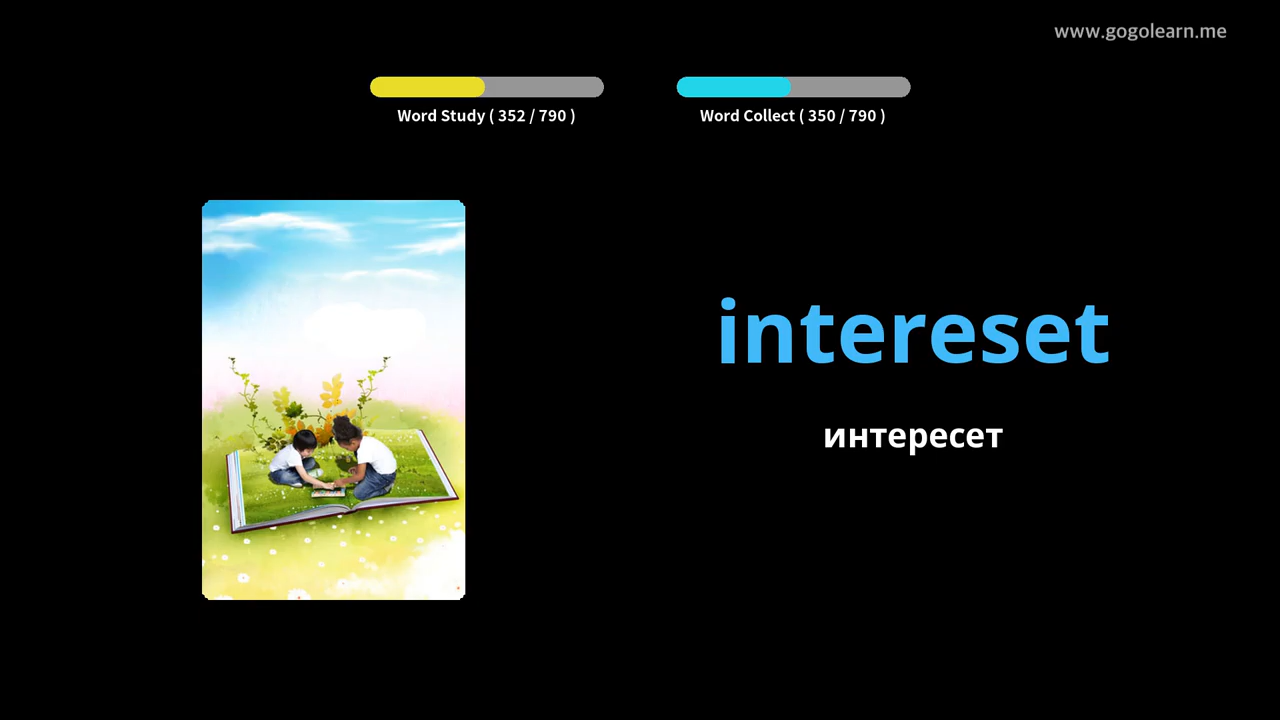 www.gogolearn.me
Word Study ( 352 / 790 )
Word Collect ( 350 / 790 )
intereset
интересет